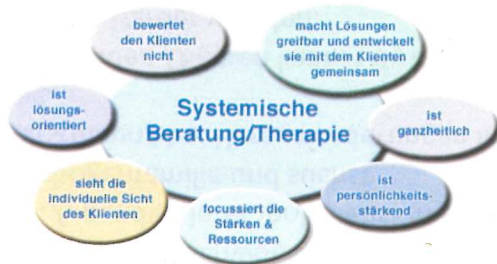 bewertet
den Klienten
nicht
macht Lösungen
greifbar und entwickelt
sie mit dem Klienten
gemeinsam
ist
lösungs-
orientiert
Systemische
Beratung/Therapie
ist
ganzheitlich
sieht die
individuelle Sicht
des Klienten
focussiert die
Stärken &
Ressourcen
ist
persönlichkeits-
stärkend